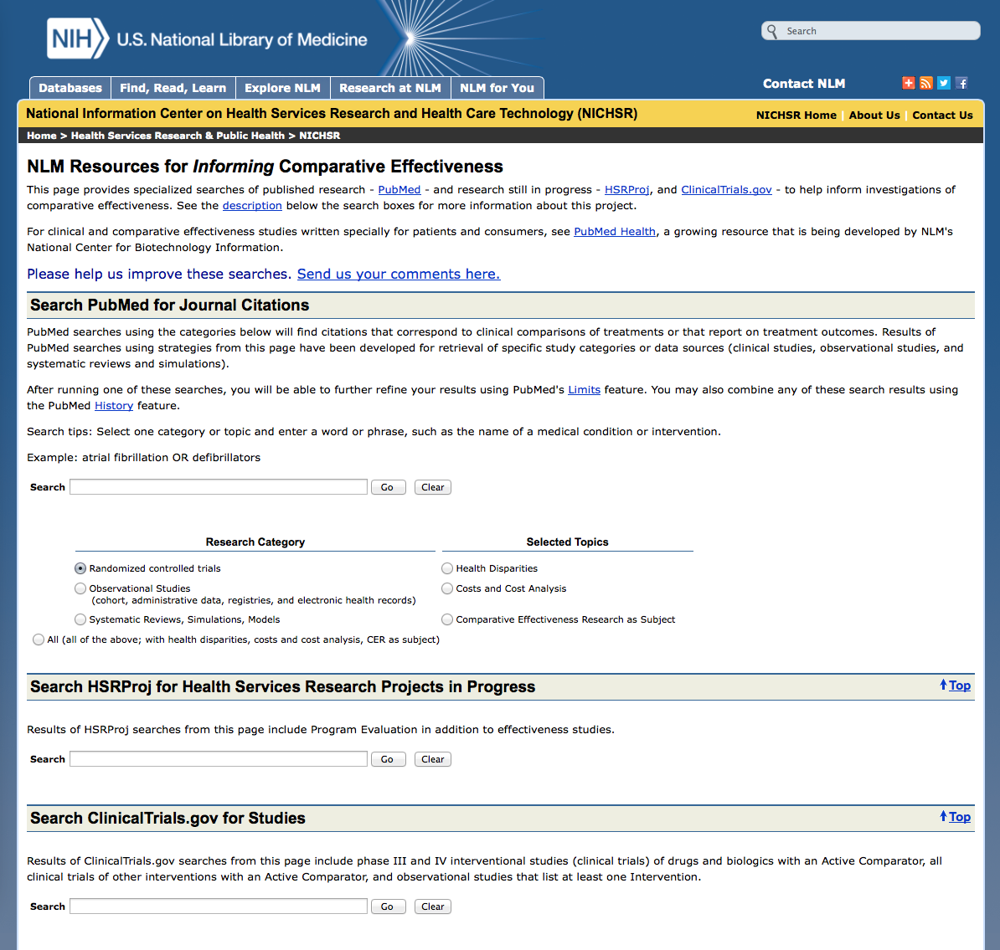 NIH U.S. National Library of Medicine
Search
Databases Find, Read, Learn Explore NLM Research at NLM NLM for You
Contact NLM
National Information Center on Health Services Research and Health Care Technology (NICHSR)
NICHSR Home | About Us | Contact Us
Home > Health Services Research & Public Health > NICHSR
NLM Resources for Informing Comparative Effectiveness
This page provides specialized searches of published research - PubMed - and research still in progress - HSRProj, and ClinicalTrials.gov - to help inform investigations of
comparative effectiveness. See the description below the search boxes for more information about this project.
For clinical and comparative effectiveness studies written specially for patients and consumers, see PubMed Health, a growing resource that is being developed by NLM's
National Center for Biotechnology Information.
Please help us improve these searches. Send us your comments here.
Search PubMed for Journal Citations
PubMed searches using the categories below will find citations that correspond to clinical comparisons of treatments or that report on treatment outcomes. Results of
PubMed searches using strategies from this page have been developed for retrieval of specific study categories or data sources (clinical studies, observational studies, and
systematic reviews and simulations).
After running one of these searches, you will be able to further refine your results using PubMed's Limits feature. You may also combine any of these search results using
the PubMed History feature.
Search tips: Select one category or topic and enter a word or phrase, such as the name of a medical condition or intervention.
Example: atrial fibrillation OR defibrillators
Search Go Clear
Research Category Selected Topics
Randomized controlled trials Health Disparities
Observational Studies Costs and Cost Analysis
(cohort, administrative data, registries, and electronic health records)
Systematic Reviews, Simulations, Models Comparative Effectiveness Research as Subject
All (all of the above; with health disparities, costs and cost analysis, CER as subject)
Search HSRProj for Health Services Research Projects in Progress Top
Results of HSRProj searches from this page include Program Evaluation in addition to effectiveness studies.
Search Go Clear
Search ClinicalTrials.gov for Studies Top
Results of ClinicalTrials.gov searches from this page include phase III and IV interventional studies (clinical trials) of drugs and biologics with an Active Comparator, all
clinical trials of other interventions with an Active Comparator, and observational studies that list at least one Intervention.
Search Go Clear